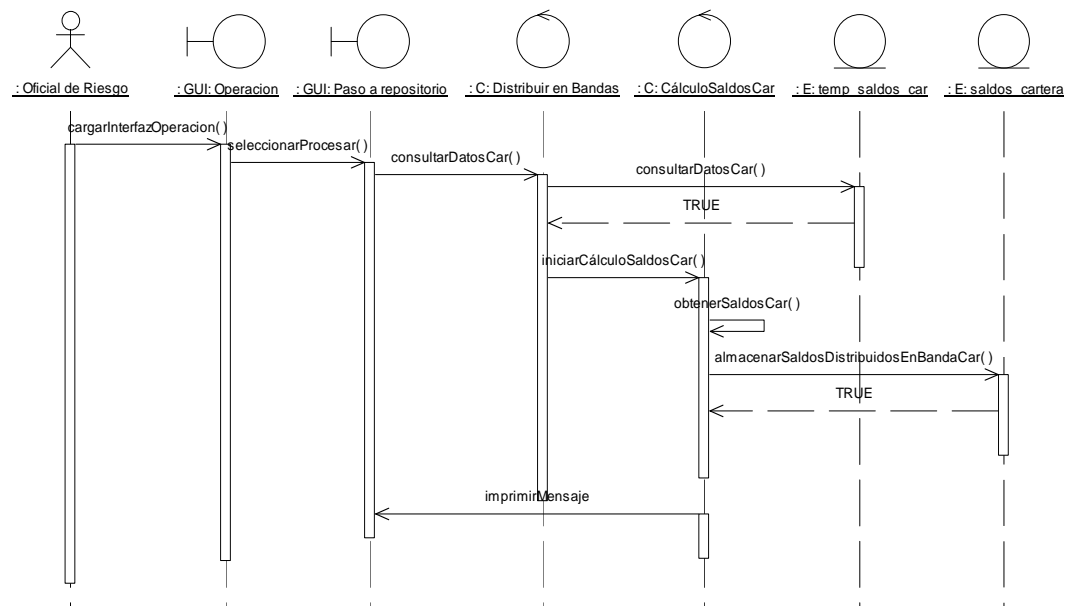 : Oficial de Riesgo
: GUI: Operacion
: GUI: Paso a repositorio
: C: Distribuir en Bandas
: C: CálculoSaldosCar
: E: temp_saldos_car
: E: saldos_cartera
cargarInterfazOperacion( )
seleccionarProcesar( )
consultarDatosCar( )
consultarDatosCar( )
TRUE
iniciarCálculoSaldosCar( )
obtenerSaldosCar( )
almacenarSaldosDistribuidosEnBandaCar( )
TRUE
imprimirMensaje